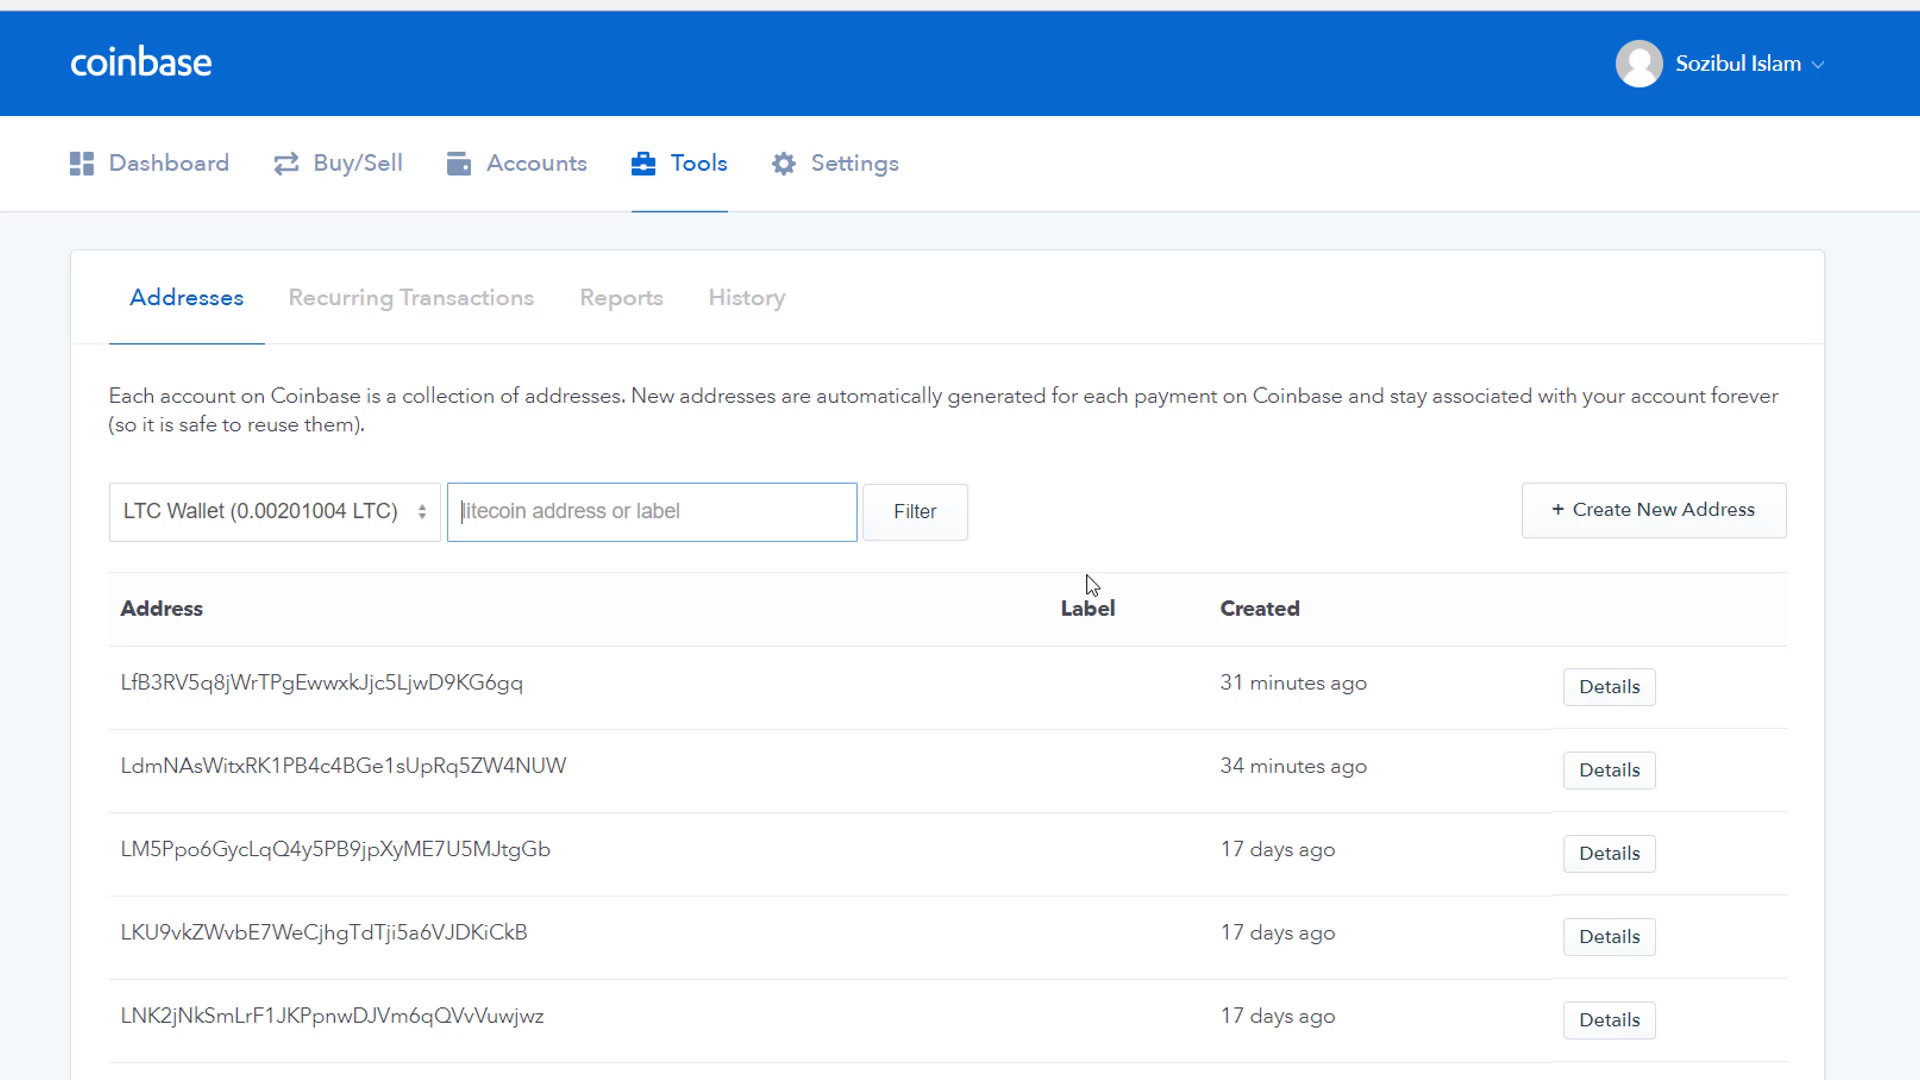 coinbase
Sozibul Islam
Dashboard Buy/Sell Accounts Tools Settings
Addresses Recurring Transactions Reports History
Each account on Coinbase is a collection of addresses. New addresses are automatically generated for each payment on Coinbase and stay associated with your account forever
(so it is safe to reuse them).
LTC Wallet (0.00201004 LTC) litecoin address or label Filter + Create New Address
Address Label Created
LfB3RV5q8jWrTPgEwwxkJjc5LjwD9KG6gq 31 minutes ago Details
LdmNAsWitxRK1PB4c4BGe1sUpRq5ZW4NUW 34 minutes ago Details
LM5Ppo6GycLqQ4y5PB9jpXyME7U5MJtgGb 17 days ago Details
LKU9vkZWvbE7WeCjhgTdTji5a6VJDKiCkB 17 days ago Details
LNK2jNkSmLrF1JKPpnwDJVm6qQVvVuwjwz 17 days ago Details